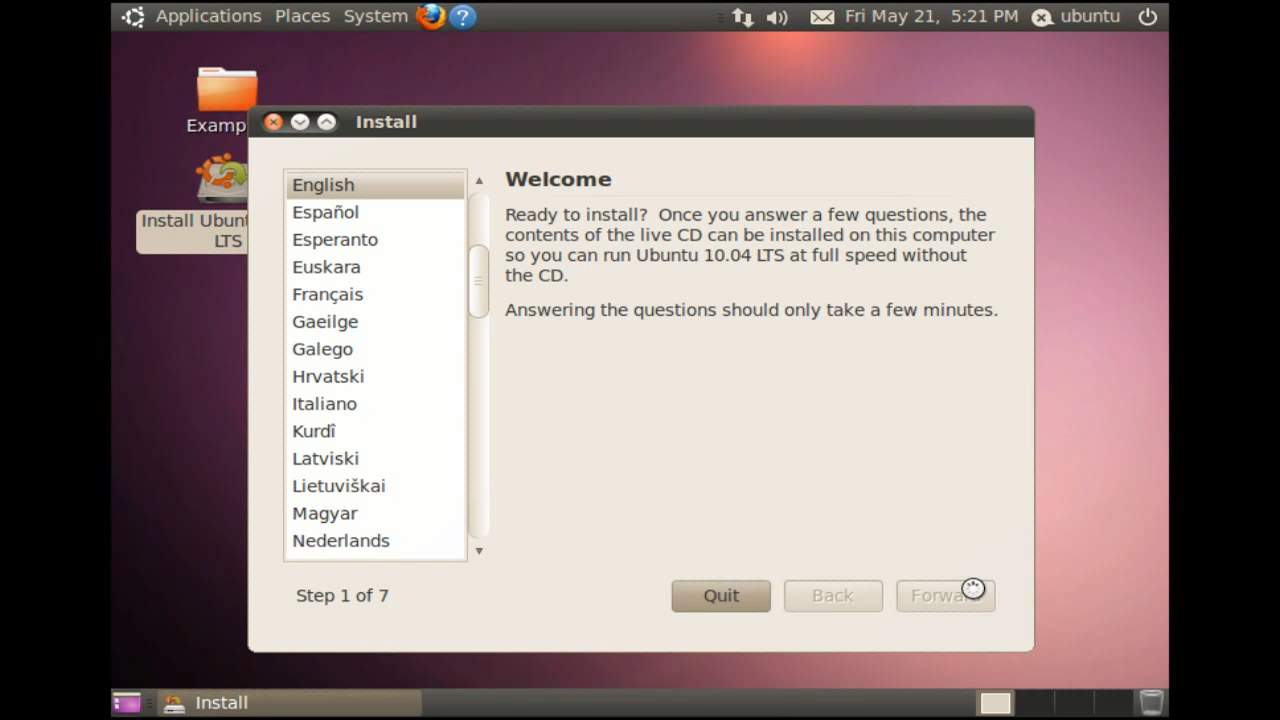 Applications Places System ? Fri May 21, 5:21 PM ubuntu
Examp
Install Ubunt
LTS
Install
English
Español
Esperanto
Euskara
Français
Gaeilge
Galego
Hrvatski
Italiano
Kurdî
Latviski
Lietuviškai
Magyar
Nederlands
Welcome
Ready to install? Once you answer a few questions, the
contents of the live CD can be installed on this computer
so you can run Ubuntu 10.04 LTS at full speed without
the CD.
Answering the questions should only take a few minutes.
Step 1 of 7
Quit
Back
Forwa
Install